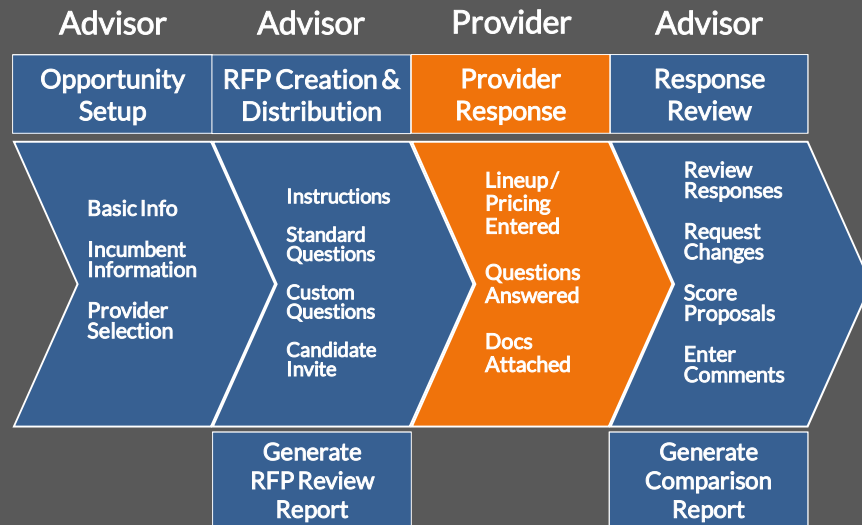 Advisor
Advisor
Provider
Advisor
Opportunity
Setup
RFP Creation &
Distribution
Provider
Response
Response
Review
Basic Info
Incumbent
Information
Provider
Selection
Instructions
Standard
Questions
Custom
Questions
Candidate
Invite
Lineup /
Pricing
Entered
Questions
Answered
Docs
Attached
Review
Responses
Request
Changes
Score
Proposals
Enter
Comments
Generate
RFP Review
Report
Generate
Comparison
Report